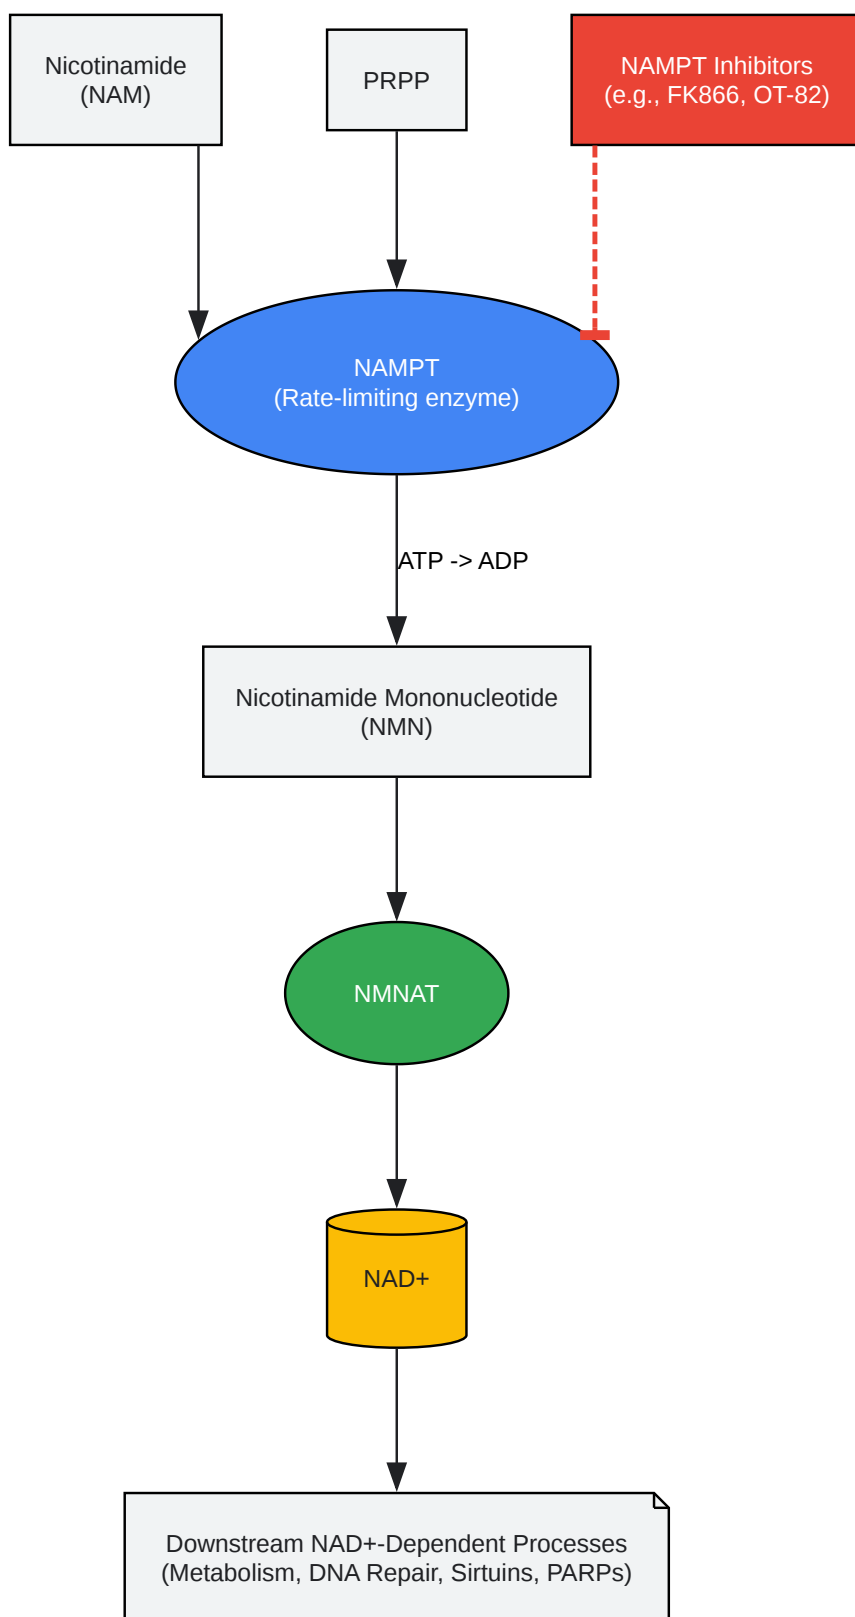 Nicotinamide
(NAM)
PRPP
NAMPT Inhibitors
(e.g., FK866, OT-82)
NAMPT
(Rate-limiting enzyme)
ATP -> ADP
Nicotinamide Mononucleotide
(NMN)
NMNAT
NAD+
Downstream NAD+-Dependent Processes
(Metabolism, DNA Repair, Sirtuins, PARPs)